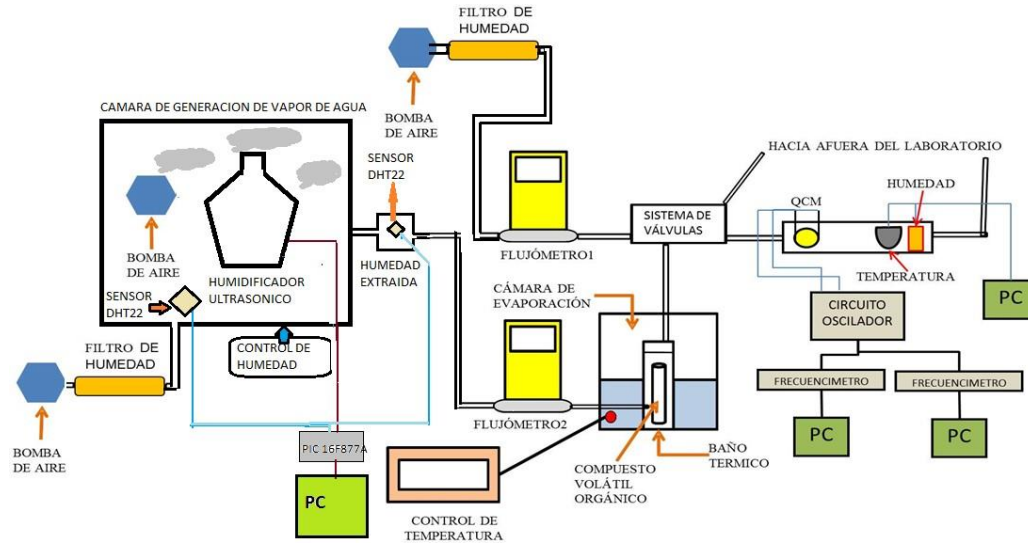 FILTRO DE
HUMEDAD
BOMBA
DE AIRE
CAMARA DE GENERACION DE VAPOR DE AGUA
SENSOR
DHT22
BOMBA
DE AIRE
HUMIDIFICADOR
ULTRASONICO
SENSOR
DHT22
HUMEDAD
EXTRAIDA
CONTROL DE
HUMEDAD
FILTRO DE
HUMEDAD
BOMBA
DE AIRE
PIC 16F877A
PC
FLUJÓMETRO1
SISTEMA DE
VÁLVULAS
HACIA AFUERA DEL LABORATORIO
QCM
HUMEDAD
TEMPERATURA
PC
CIRCUITO
OSCILADOR
FRECUENCIMETRO
FRECUENCIMETRO
PC
PC
CÁMARA DE
EVAPORACIÓN
FLUJÓMETRO2
COMPUESTO
VOLÁTIL
ORGÁNICO
BAÑO
TERMICO
CONTROL DE
TEMPERATURA